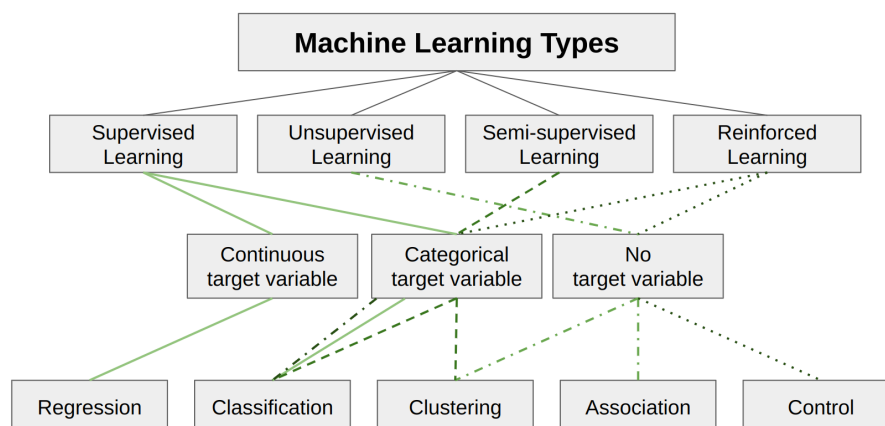 Machine Learning Types
Supervised
Learning
Unsupervised
Learning
Semi-supervised
Learning
Reinforced
Learning
Continuous
target variable
Categorical
target variable
No
target variable
Regression
Classification
Clustering
Association
Control